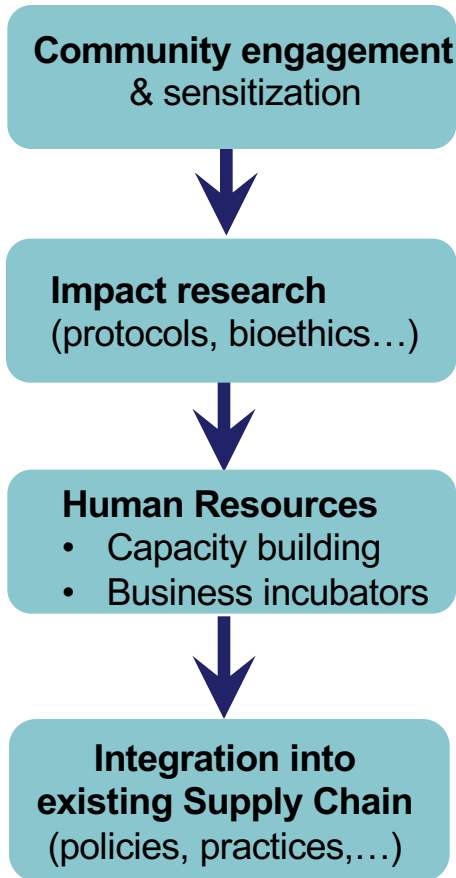 Community engagement
& sensitization
Impact research
(protocols, bioethics…)
Human Resources
• Capacity building
• Business incubators
Integration into
existing Supply Chain
(policies, practices,…)